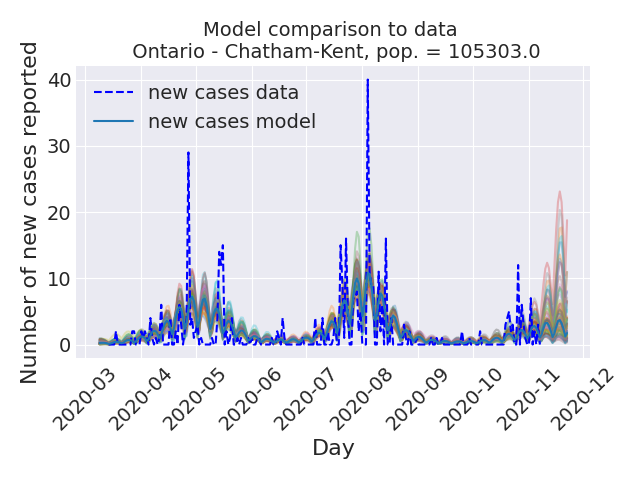 Model comparison to data
Ontario - Chatham-Kent, pop. = 105303.0
Number of new cases reported
40
30
20
10
0
new cases data
new cases model
2020-03
2020-04
2020-05
2020-06
2020-07
2020-08
2020-09
2020-10
2020-11
2020-12
Day